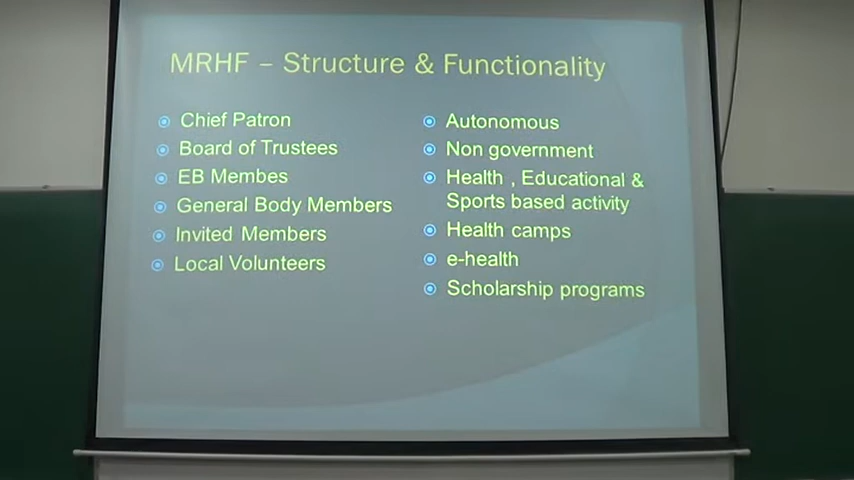 MRHF – Structure & Functionality
Chief Patron
Board of Trustees
EB Membes
General Body Members
Invited Members
Local Volunteers
Autonomous
Non government
Health , Educational &
Sports based activity
Health camps
e-health
Scholarship programs